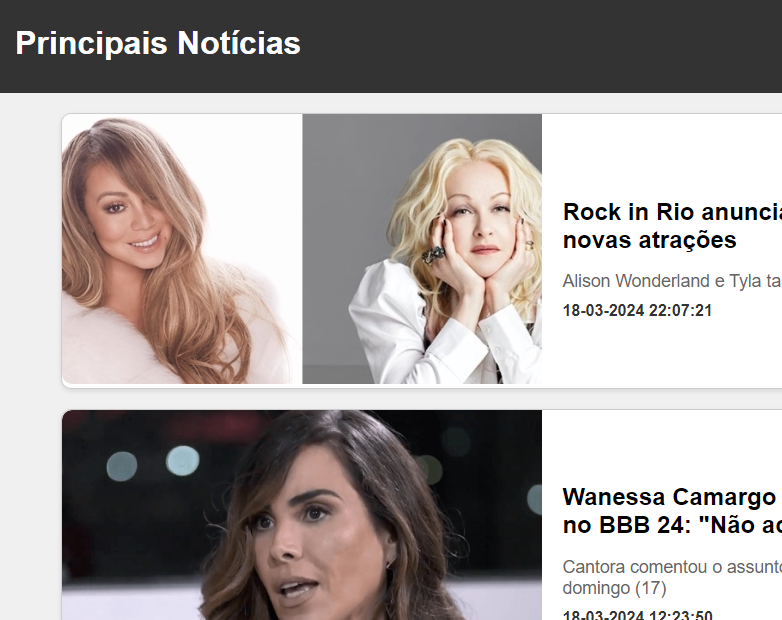 Principais Notícias
Rock in Rio anuncia
novas atrações
Alison Wonderland e Tyla ta
18-03-2024 22:07:21
Wanessa Camargo
no BBB 24: "Não ad
Cantora comentou o assunto
domingo (17)
18-03-2024 12:23:50